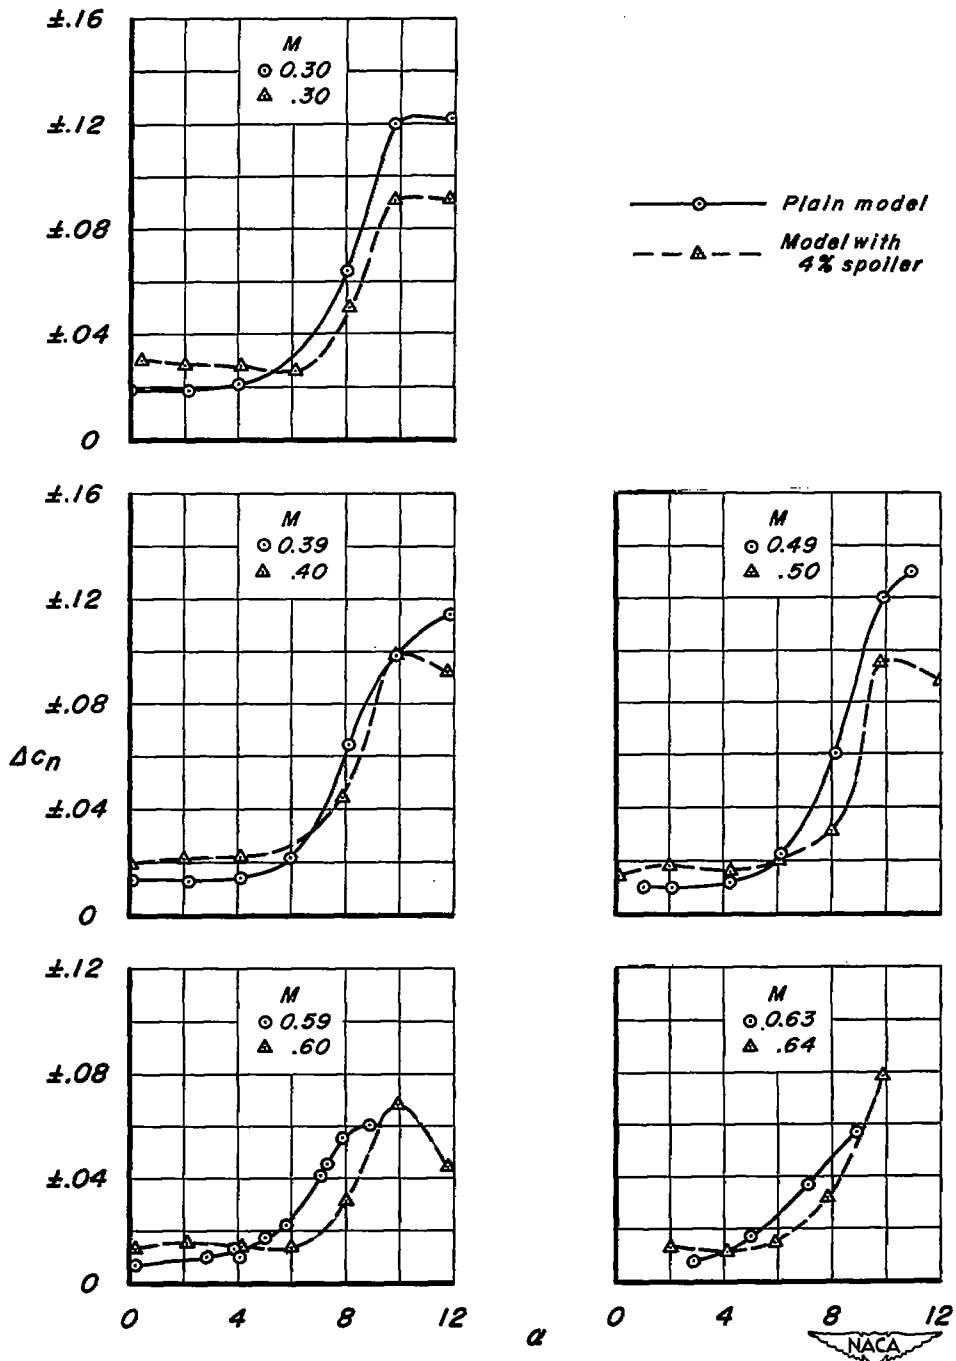 ±.16
M
0.30
.30
±.12
±.08
±.04
0
Plain model
Model with
4% spoiler
±.16
M
0.39
.40
±.12
±.08
Δcn
±.04
0
M
0.49
.50
±.12
M
0.59
.60
±.08
±.04
0
0 4 8 12
M
0.63
.64
0 4 8 12
α
NACA